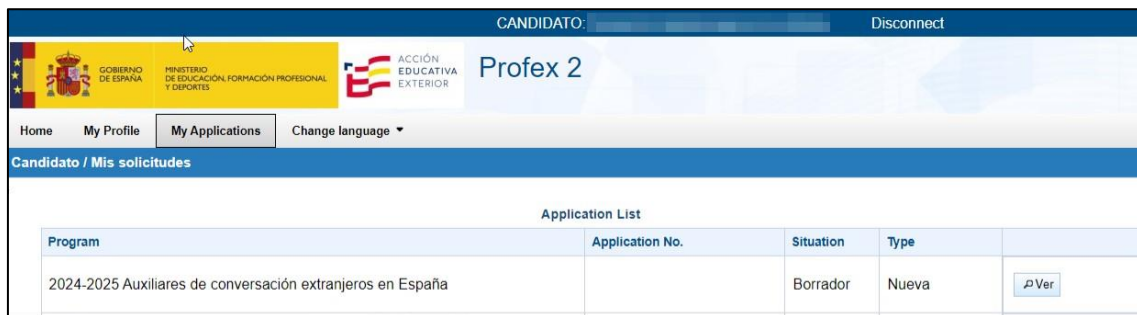 CANDIDATO: Disconnect
GOBIERNO
DE ESPAÑA
MINISTERIO
DE EDUCACIÓN, FORMACIÓN PROFESIONAL
Y DEPORTES
ACCIÓN
EDUCATIVA
EXTERIOR
Profex 2
Home My Profile My Applications Change language
Candidato / Mis solicitudes
Application List
Program Application No. Situation Type
2024-2025 Auxiliares de conversación extranjeros en España Borrador Nueva Ver